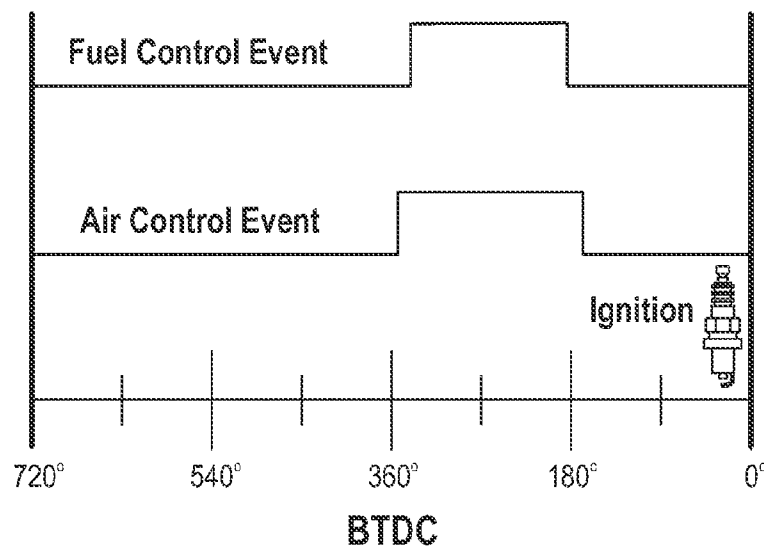 Fuel Control Event
Air Control Event
Ignition
720° 540° 360° 180° 0°
BTDC